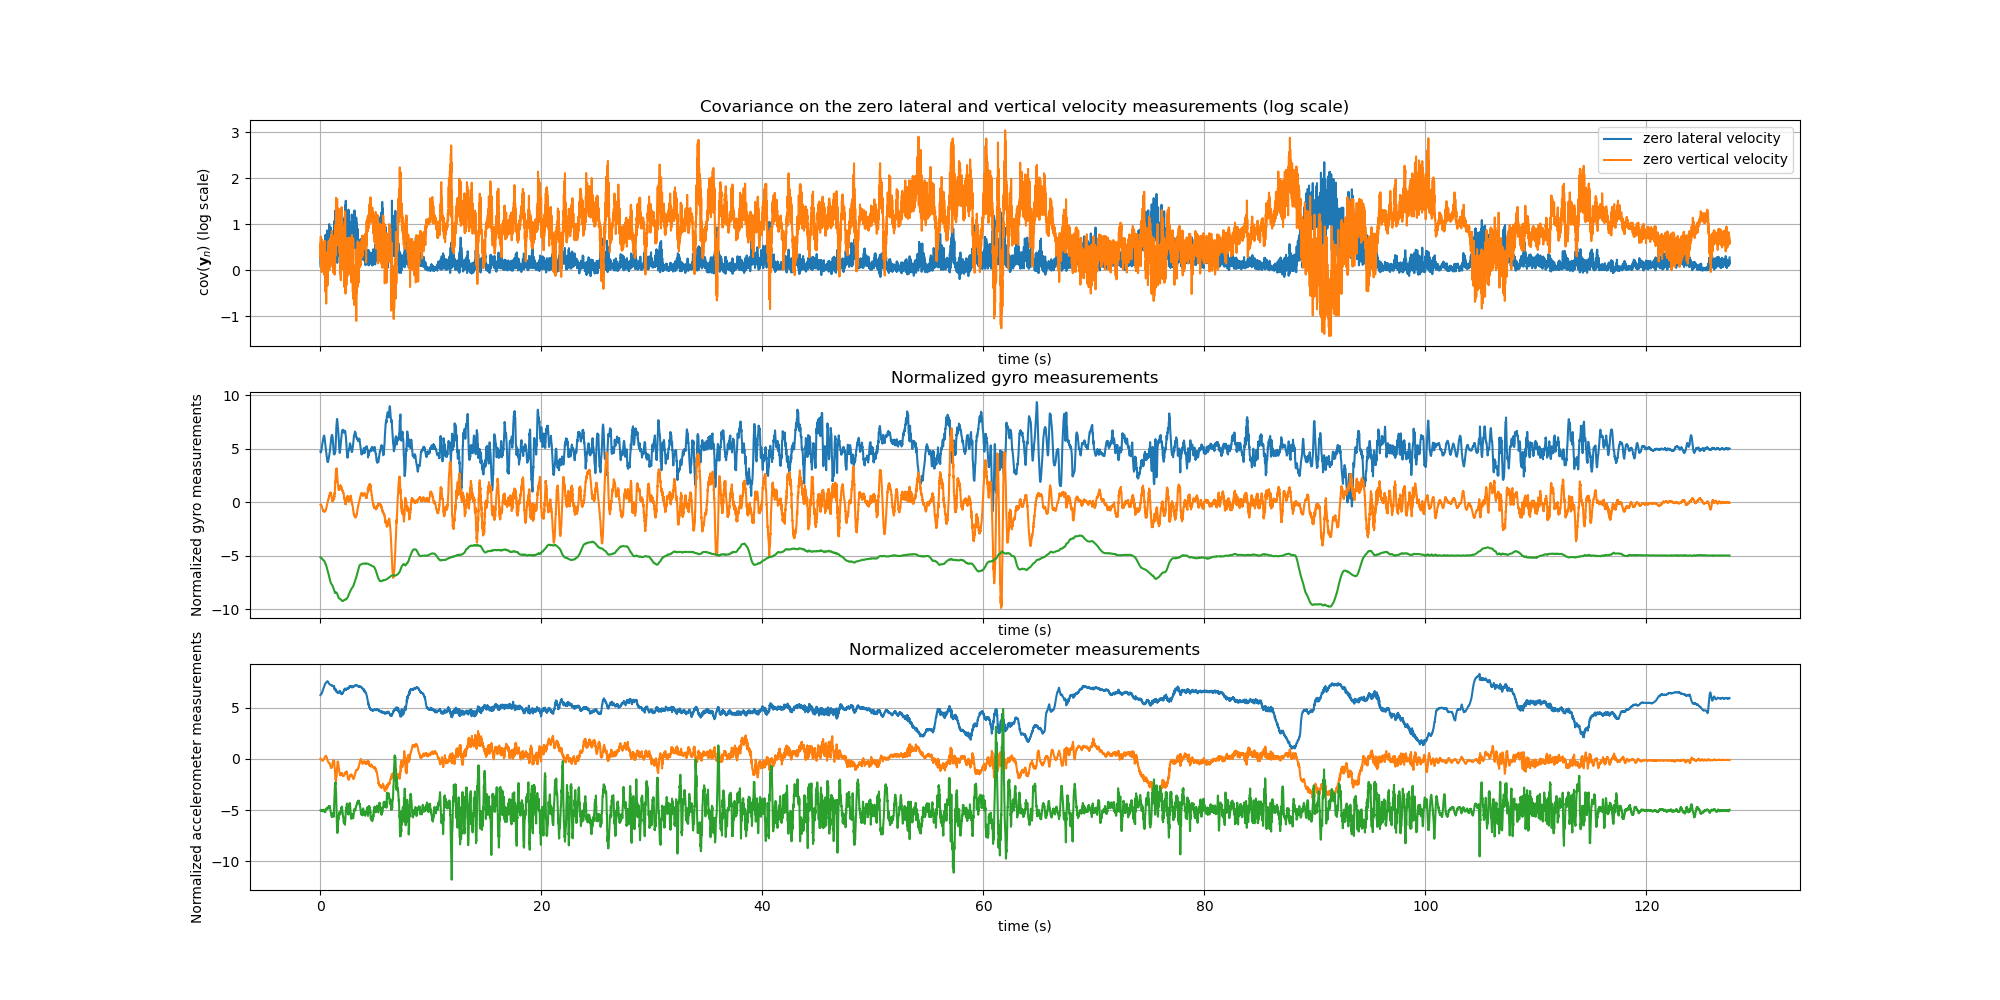 Covariance on the zero lateral and vertical velocity measurements (log scale)
cov(yₙ) (log scale)
3
2
1
0
−1
zero lateral velocity
zero vertical velocity
time (s)
Normalized gyro measurements
Normalized gyro measurements
10
5
0
−5
−10
time (s)
Normalized accelerometer measurements
Normalized accelerometer measurements
5
0
−5
−10
0 20 40 60 80 100 120
time (s)